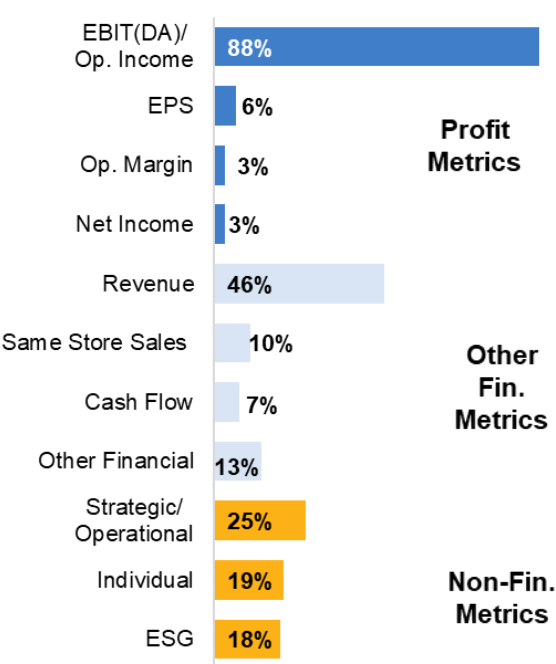 EBIT(DA)/
Op. Income
88%
EPS
6%
Profit
Metrics
Op. Margin
3%
Net Income
3%
Revenue
46%
Same Store Sales
10%
Other
Fin.
Metrics
Cash Flow
7%
Other Financial
13%
Strategic/
Operational
25%
Individual
19%
Non-Fin.
Metrics
ESG
18%